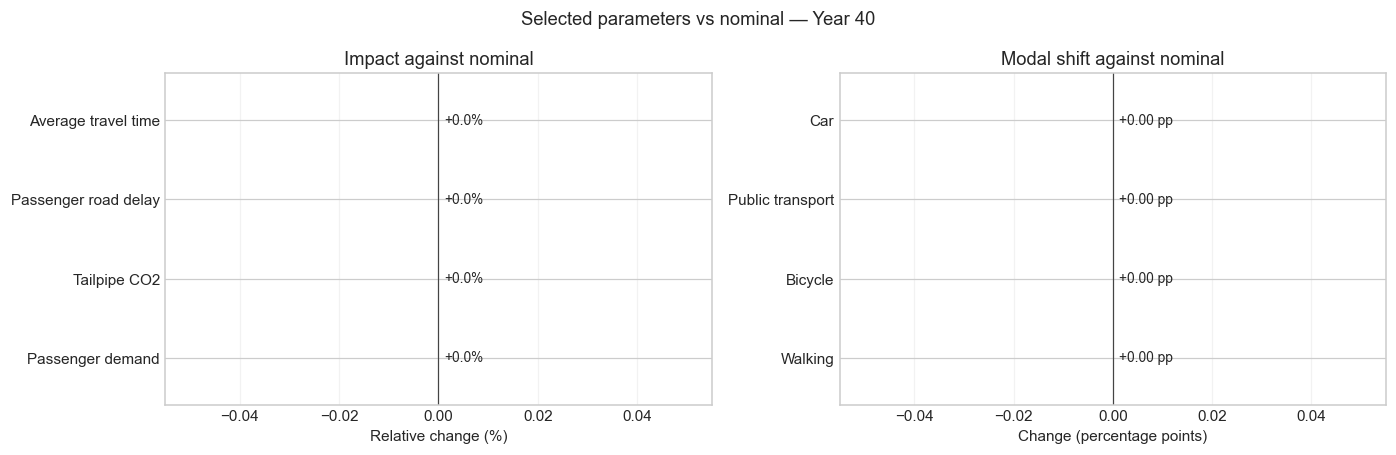 Selected parameters vs nominal — Year 40
Impact against nominal
Average travel time
+0.0%
Passenger road delay
+0.0%
Tailpipe CO2
+0.0%
Passenger demand
+0.0%
−0.04 −0.02 0.00 0.02 0.04
Relative change (%)
Modal shift against nominal
Car
+0.00 pp
Public transport
+0.00 pp
Bicycle
+0.00 pp
Walking
+0.00 pp
−0.04 −0.02 0.00 0.02 0.04
Change (percentage points)